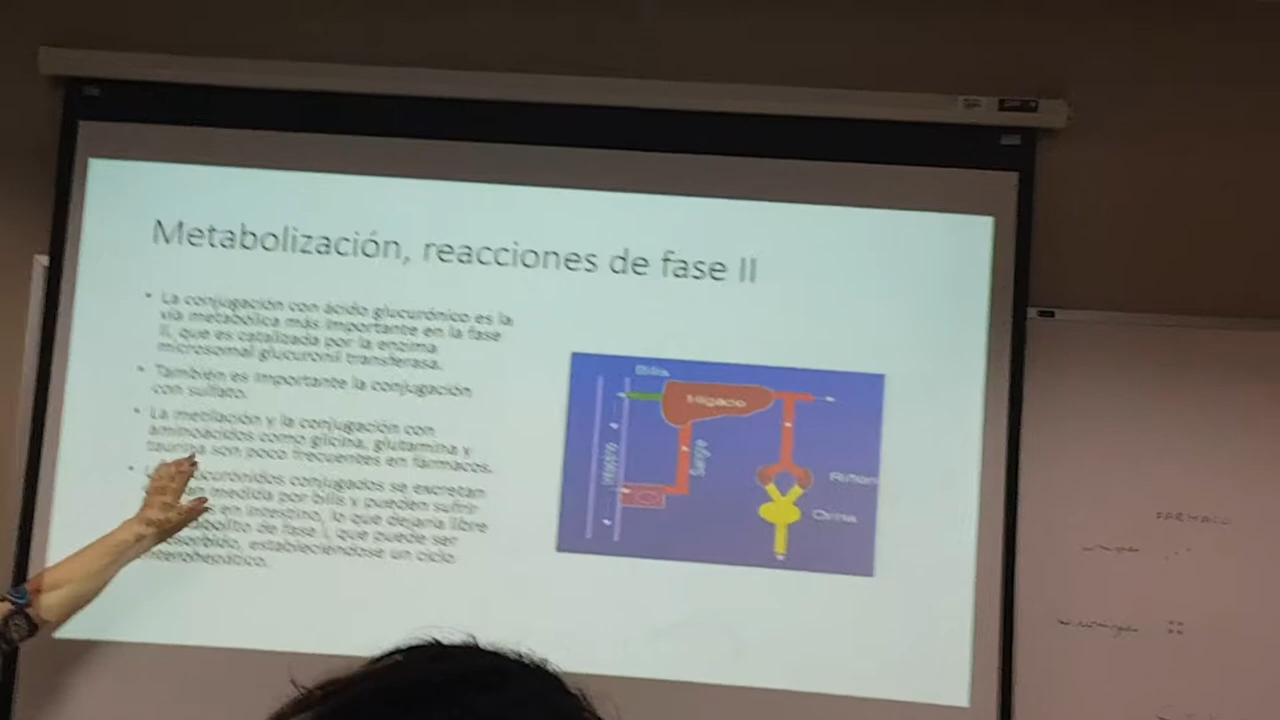 Metabolización, reacciones de fase II
• La conjugación con ácido glucurónico es la
vía metabólica más importante en la fase
II, que es catalizada por la enzima
microsomal glucuronil transferasa.
• También es importante la conjugación
con sulfato.
• La metilación y la conjugación con
aminoácidos como glicina, glutamina y
taurina son poco frecuentes en fármacos.
conjugados se excretan
en medida por bilis y pueden sufrir
en intestino, lo que dejaría libre
de fase I, que puede ser
estableciéndose un ciclo
Bilis
Hígado
Intestino
Sangre
Riñón
Orina
FARMACO